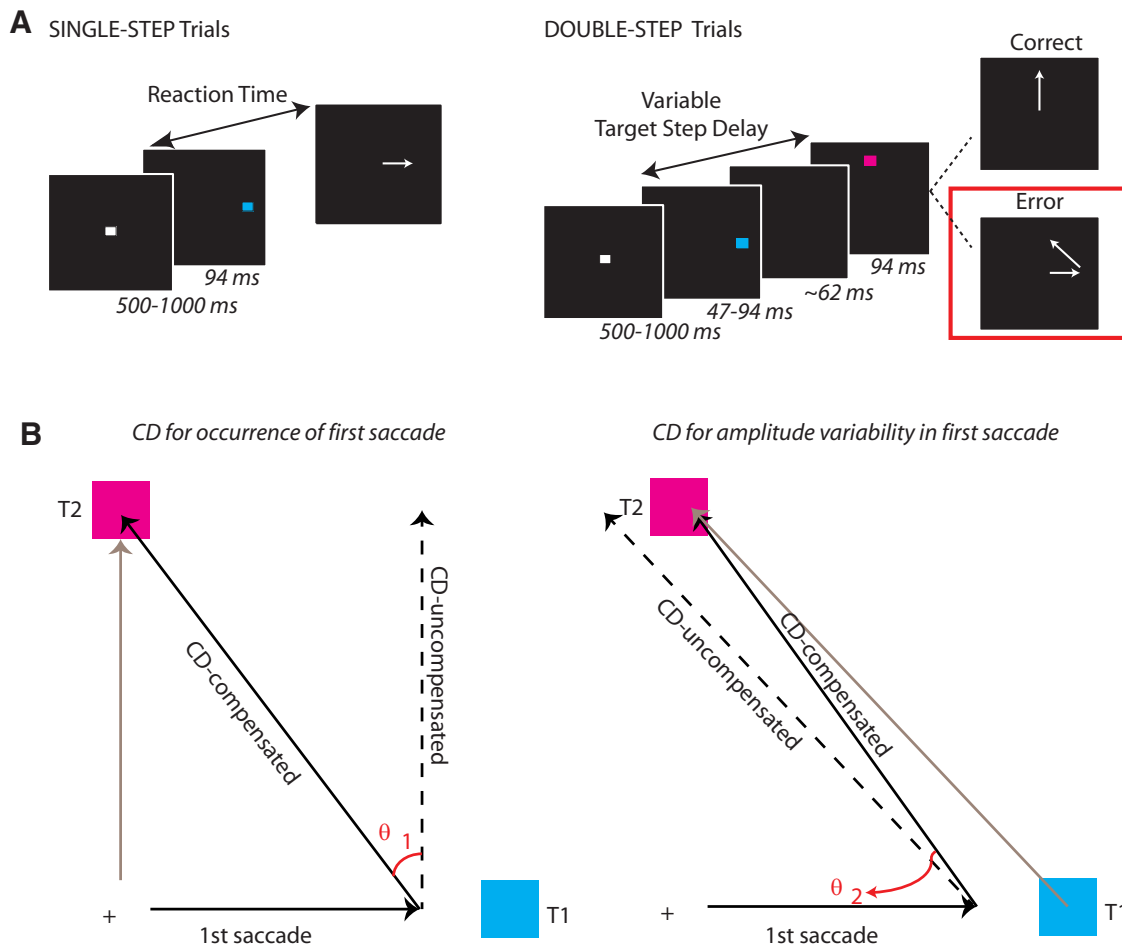 A
SINGLE-STEP Trials
Reaction Time
94 ms
500-1000 ms
DOUBLE-STEP Trials
Variable
Target Step Delay
94 ms
~62 ms
47-94 ms
500-1000 ms
Correct
Error
B
CD for occurrence of first saccade
T2
CD-compensated
CD-uncompensated
θ 1
+
1st saccade
T1
CD for amplitude variability in first saccade
T2
CD-uncompensated
CD-compensated
θ 2
+
1st saccade
T1